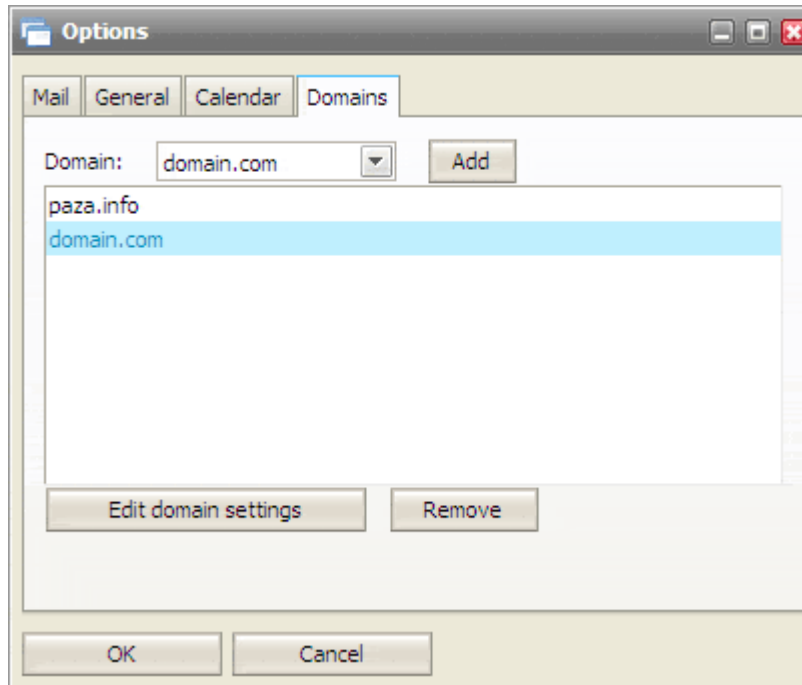 Options
Mail General Calendar Domains
Domain: domain.com Add
paza.info
domain.com
Edit domain settings Remove
OK Cancel